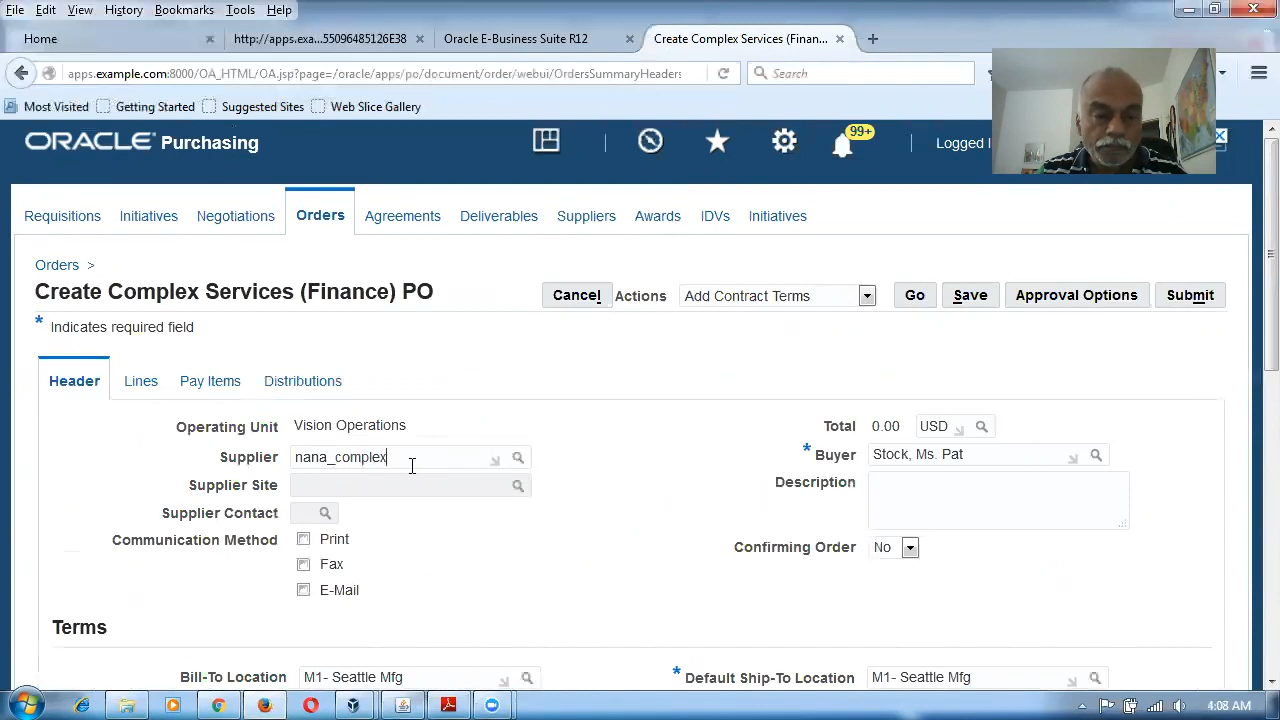 File Edit View History Bookmarks Tools Help
Home http://apps.exa...55096485126E38 Oracle E-Business Suite R12 Create Complex Services (Finan...
apps.example.com:8000/OA_HTML/OA.jsp?page=/oracle/apps/po/document/order/webui/OrdersSummaryHeaders Search
Most Visited Getting Started Suggested Sites Web Slice Gallery
ORACLE Purchasing 99+ Logged I
Requisitions Initiatives Negotiations Orders Agreements Deliverables Suppliers Awards IDVs Initiatives
Orders >
Create Complex Services (Finance) PO Cancel Actions Add Contract Terms Go Save Approval Options Submit
* Indicates required field
Header Lines Pay Items Distributions
Operating Unit Vision Operations Total 0.00 USD
Supplier nana_complex * Buyer Stock, Ms. Pat
Supplier Site Description
Supplier Contact
Communication Method Print Confirming Order No
Fax
E-Mail
Terms
Bill-To Location M1- Seattle Mfg * Default Ship-To Location M1- Seattle Mfg
4:08 AM